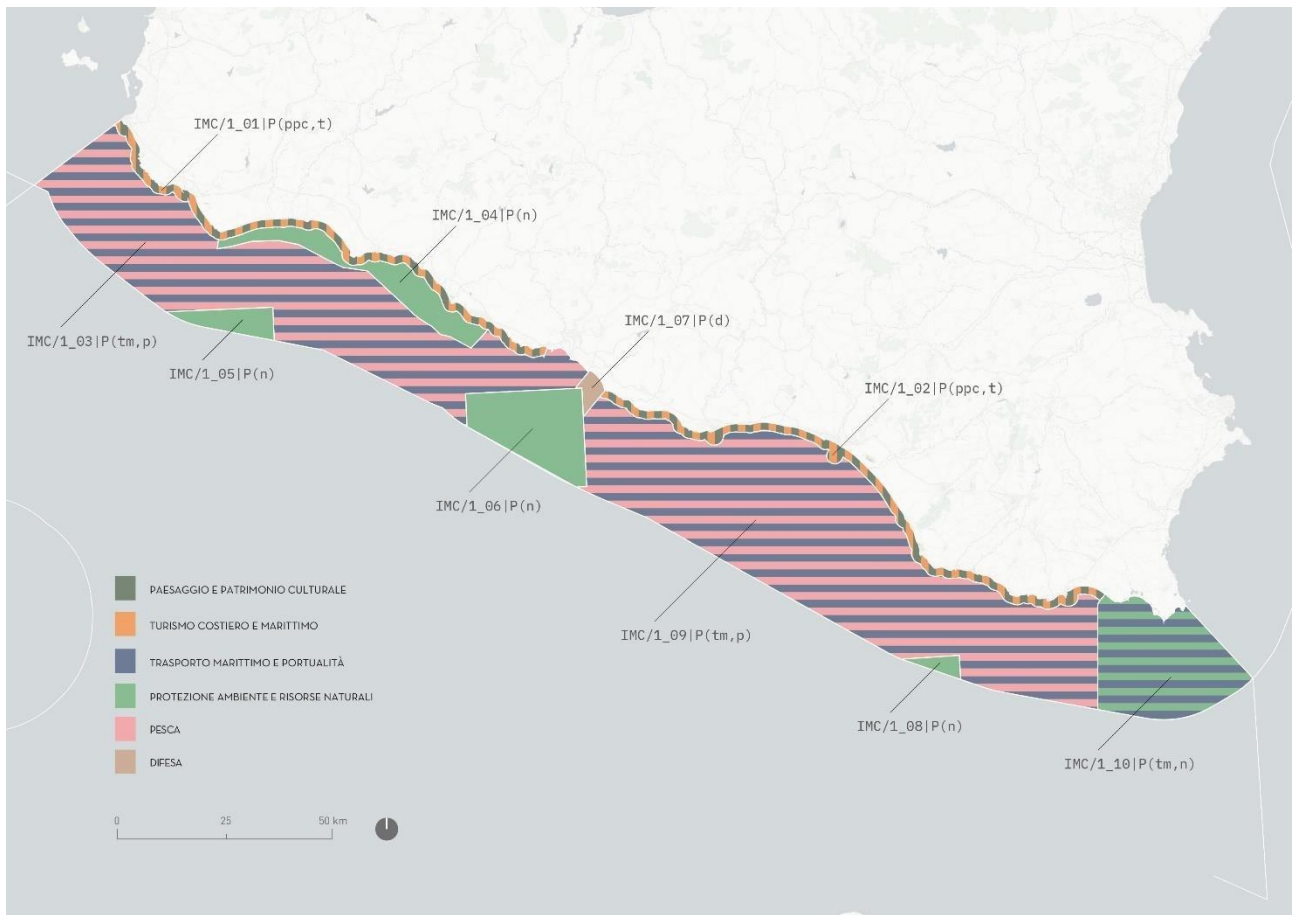 IMC/1_01|P(ppc,t)
IMC/1_04|P(n)
IMC/1_07|P(d)
IMC/1_03|P(tm,p)
IMC/1_05|P(n)
IMC/1_02|P(ppc,t)
IMC/1_06|P(n)
PAESAGGIO E PATRIMONIO CULTURALE
TURISMO COSTIERO E MARITTIMO
IMC/1_09|P(tm,p)
TRASPORTO MARITTIMO E PORTUALITÀ
PROTEZIONE AMBIENTE E RISORSE NATURALI
PESCA
IMC/1_08|P(n)
DIFESA
IMC/1_10|P(tm,n)
0 25 50 km